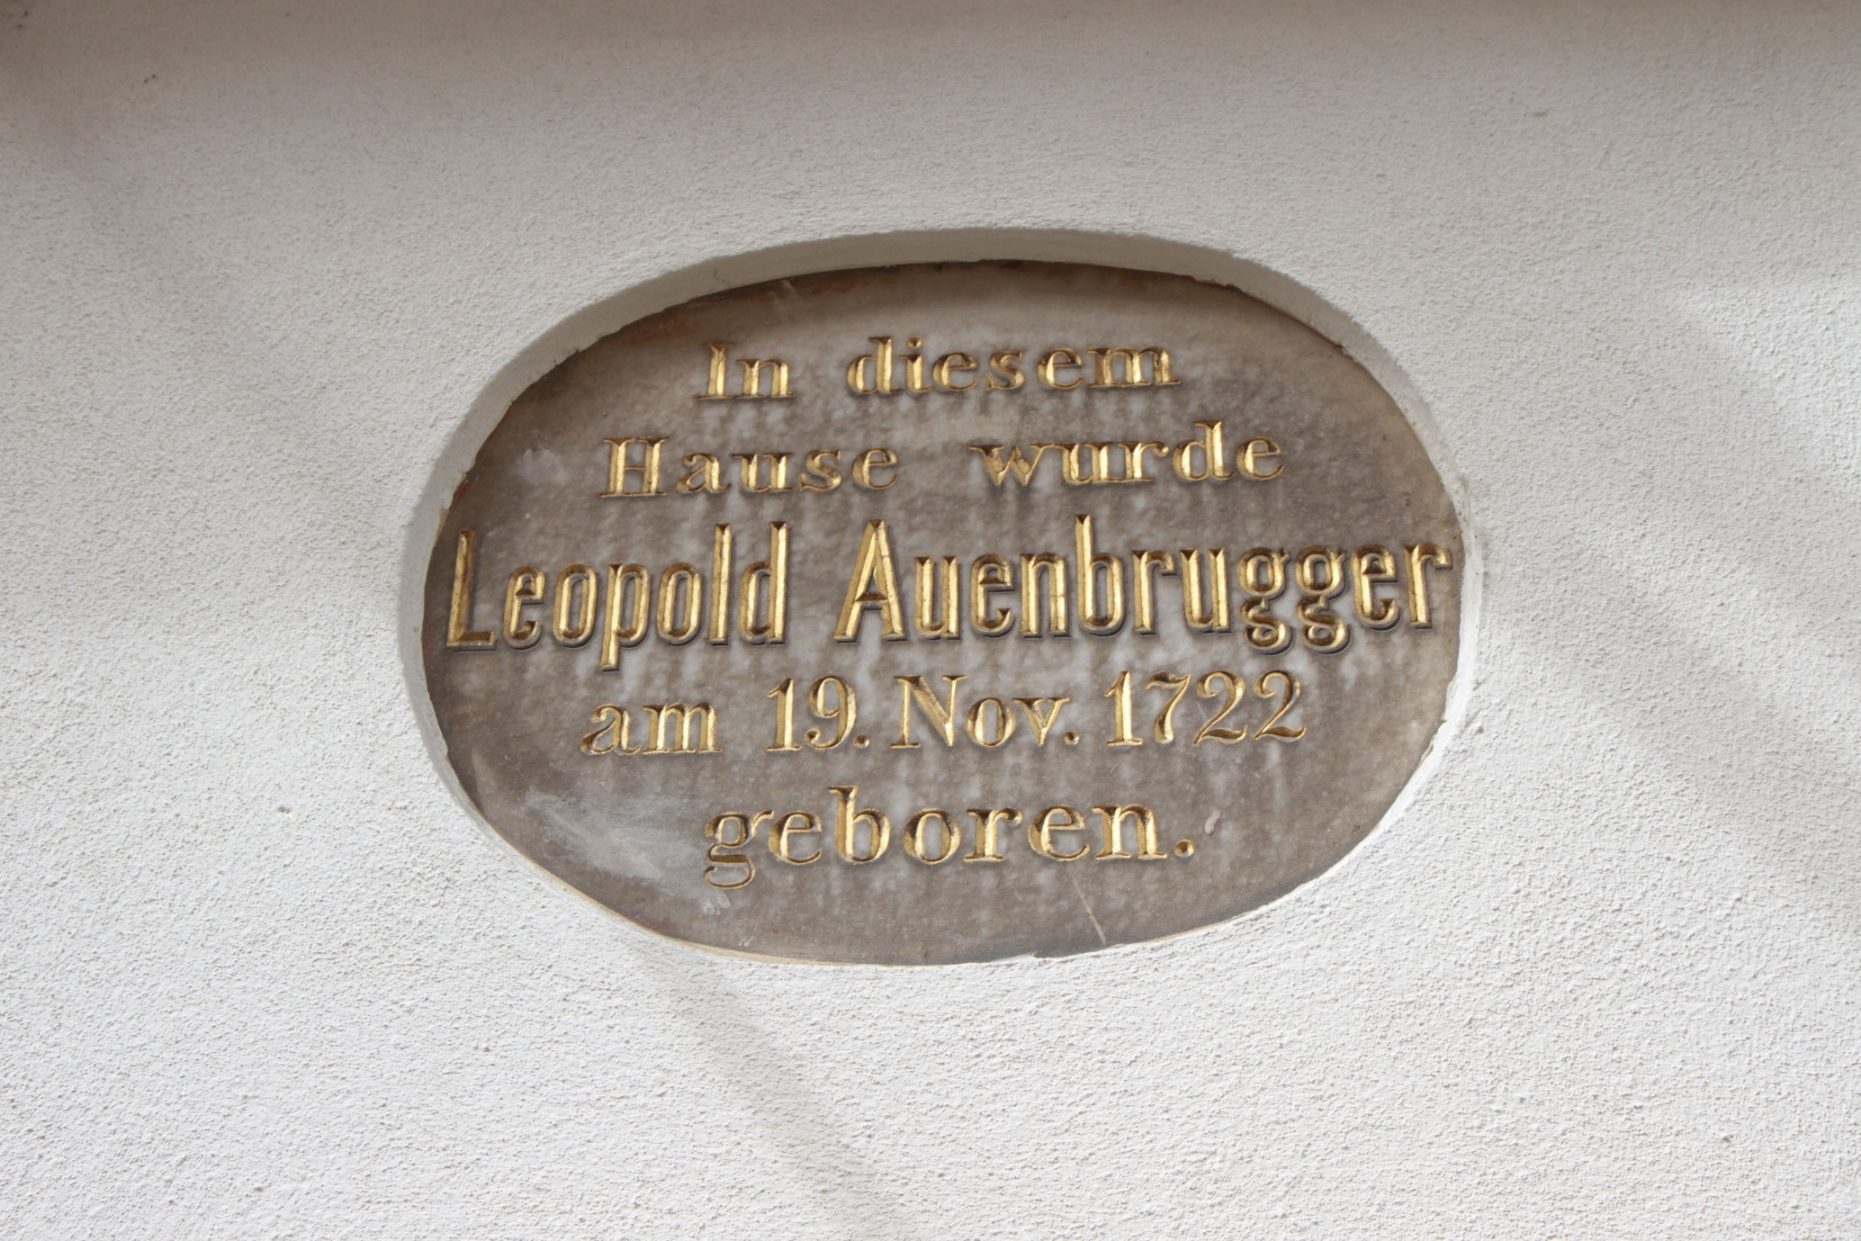 In diesem
Hause wurde
Leopold Auenbrugger
am 19. Nov. 1722
geboren.